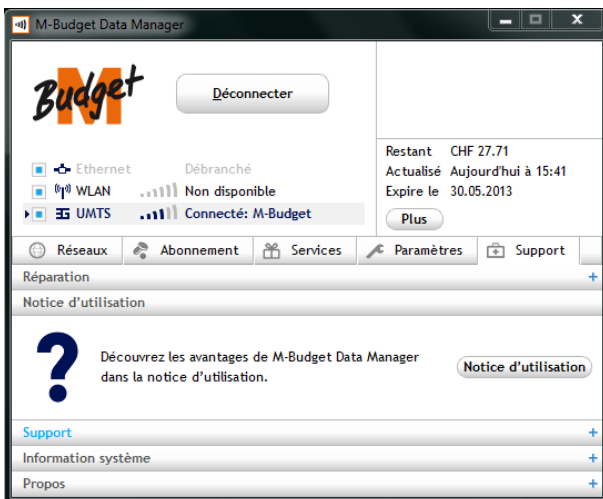 M-Budget Data Manager
M
Budget
Déconnecter
Ethernet Débranché
WLAN Non disponible
3G UMTS Connecté: M-Budget
Restant CHF 27.71
Actualisé Aujourd'hui à 15:41
Expire le 30.05.2013
Plus
Réseaux Abonnement Services Paramètres Support
Réparation +
Notice d'utilisation
?
Découvrez les avantages de M-Budget Data Manager
dans la notice d'utilisation.
Notice d'utilisation
Support +
Information système +
Propos +